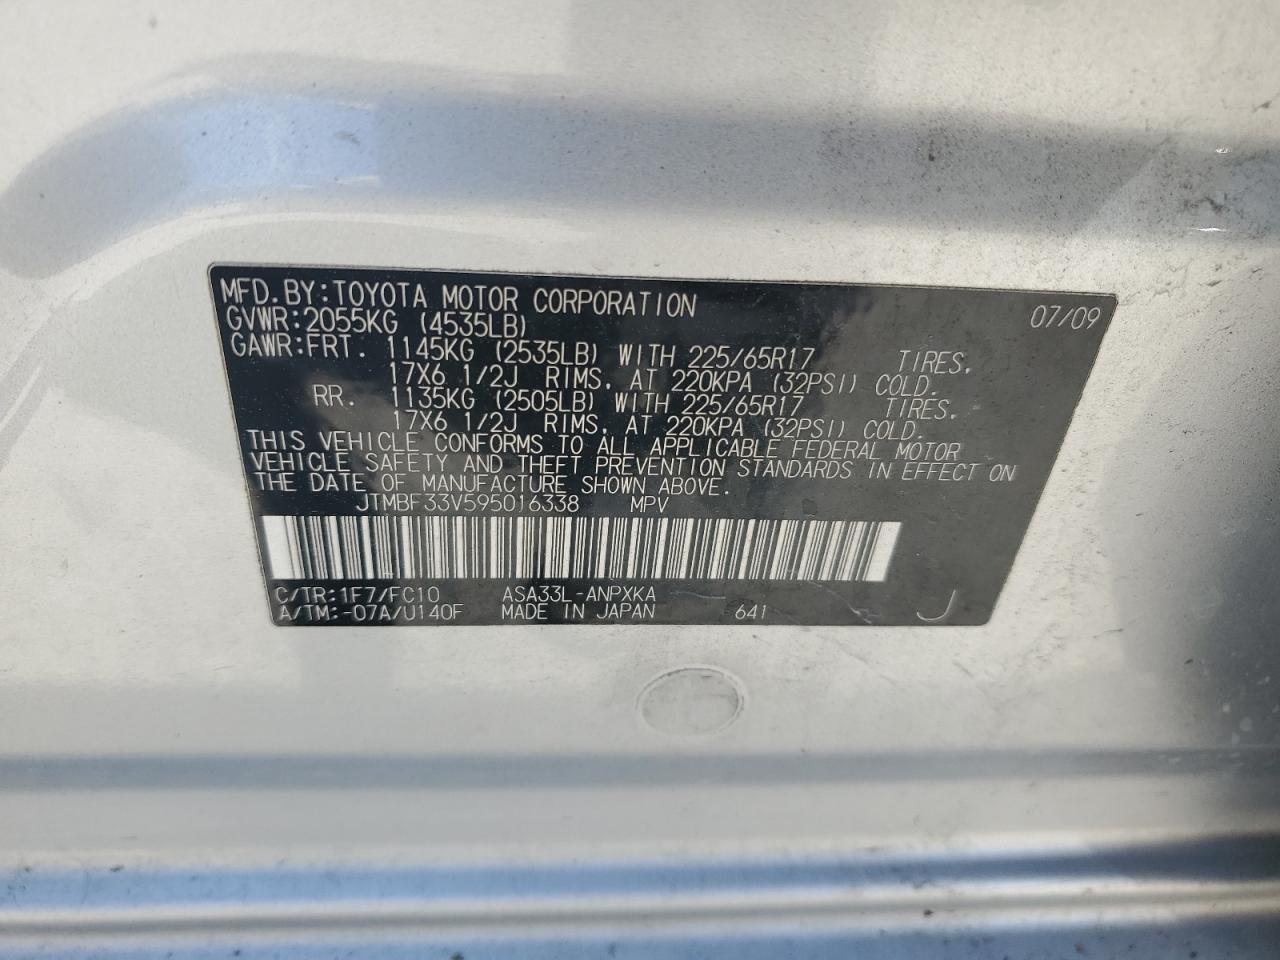 MFD.BY:TOYOTA MOTOR CORPORATION 07/09
GVWR:2055KG (4535LB)
GAWR:FRT. 1145KG (2535LB) WITH 225/65R17 TIRES,
17X6 1/2J RIMS, AT 220KPA (32PSI) COLD.
RR. 1135KG (2505LB) WITH 225/65R17 TIRES,
17X6 1/2J RIMS, AT 220KPA (32PSI) COLD.
THIS VEHICLE CONFORMS TO ALL APPLICABLE FEDERAL MOTOR
VEHICLE SAFETY AND THEFT PREVENTION STANDARDS IN EFFECT ON
THE DATE OF MANUFACTURE SHOWN ABOVE.
JTMBF33V595016338 MPV
C/TR:1F7/FC10 ASA33L-ANPXKA
A/TM:-07A/U140F MADE IN JAPAN 641 J